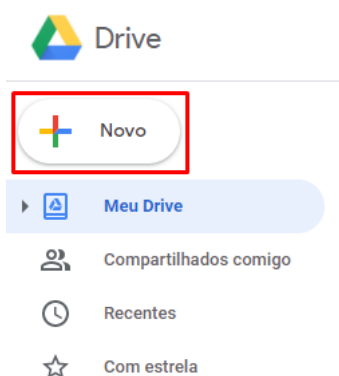 Drive
Novo
Meu Drive
Compartilhados comigo
Recentes
Com estrela